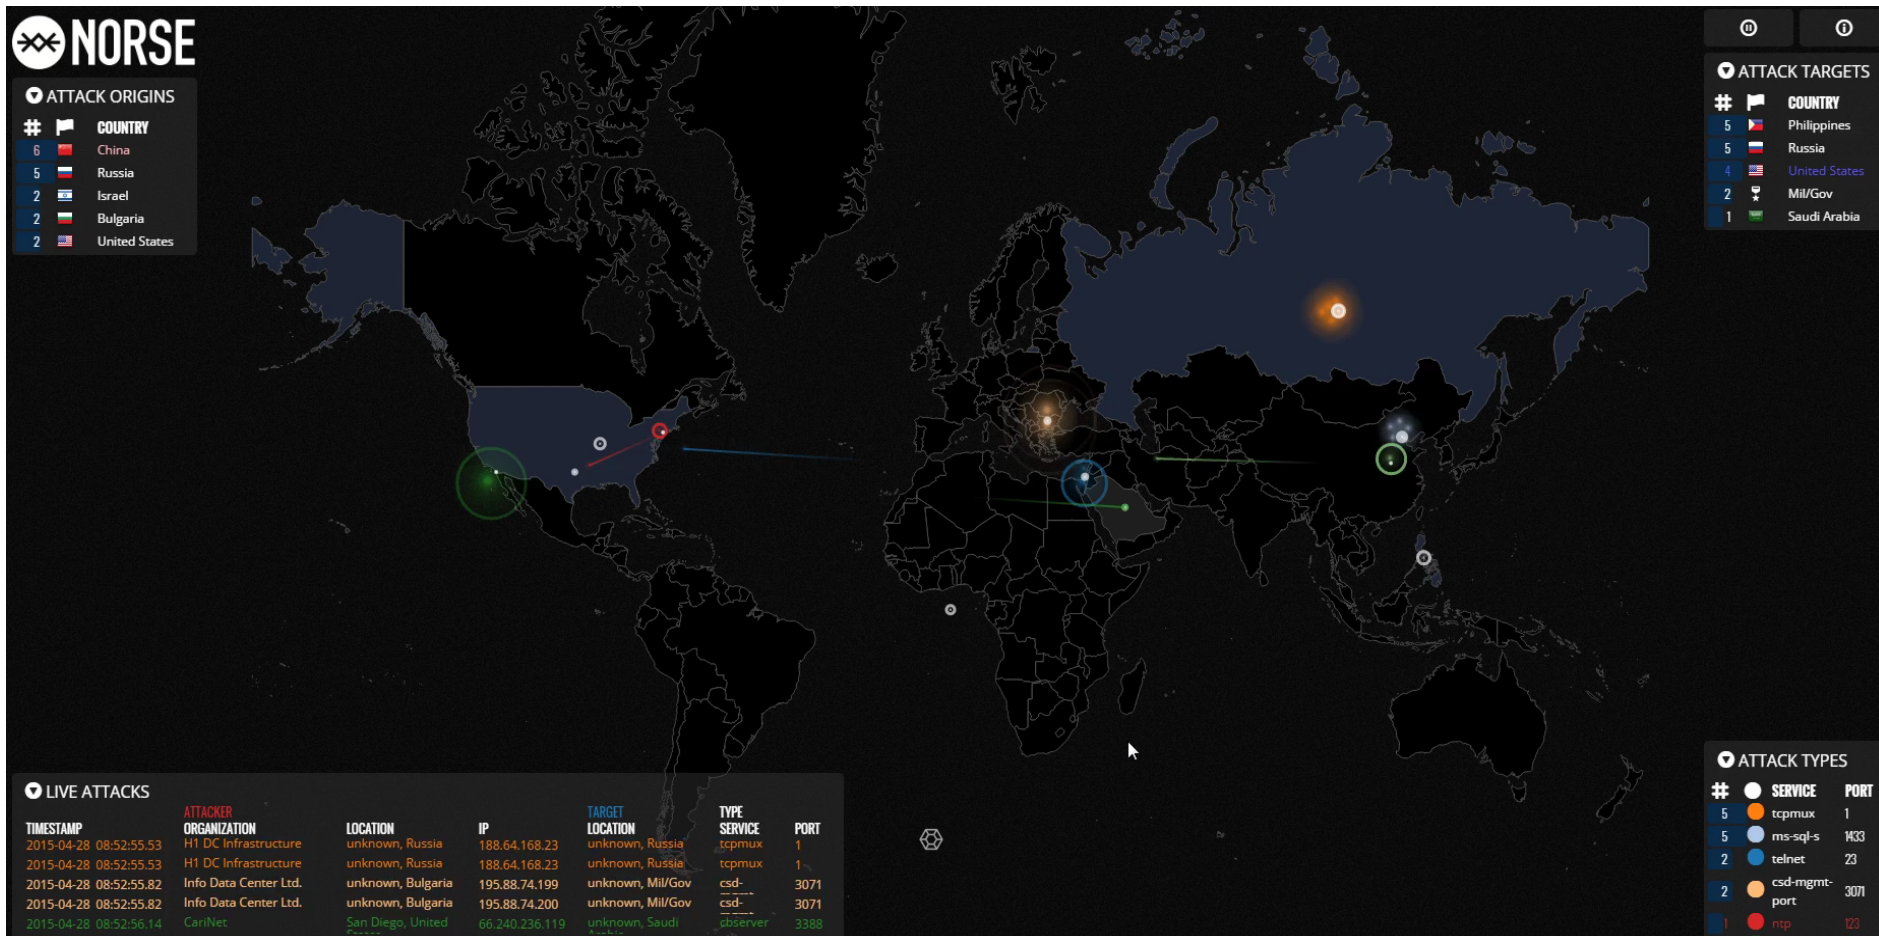 NORSE
ATTACK ORIGINS
# COUNTRY
6 China
5 Russia
2 Israel
2 Bulgaria
2 United States
ATTACK TARGETS
# COUNTRY
5 Philippines
5 Russia
4 United States
2 Mil/Gov
1 Saudi Arabia
LIVE ATTACKS
ATTACKER TARGET TYPE
TIMESTAMP ORGANIZATION LOCATION IP LOCATION SERVICE PORT
2015-04-28 08:52:55.53 H1 DC Infrastructure unknown, Russia 188.64.168.23 unknown, Russia tcpmux 1
2015-04-28 08:52:55.53 H1 DC Infrastructure unknown, Russia 188.64.168.23 unknown, Russia tcpmux 1
2015-04-28 08:52:55.82 Info Data Center Ltd. unknown, Bulgaria 195.88.74.199 unknown, Mil/Gov csd- 3071
2015-04-28 08:52:55.82 Info Data Center Ltd. unknown, Bulgaria 195.88.74.200 unknown, Mil/Gov csd- 3071
2015-04-28 08:52:56.14 CariNet San Diego, United 66.240.236.119 unknown, Saudi cbserver 3388
ATTACK TYPES
# SERVICE PORT
5 tcpmux 1
5 ms-sql-s 1433
2 telnet 23
2 csd-mgmt- 3071
port
1 ntp 123